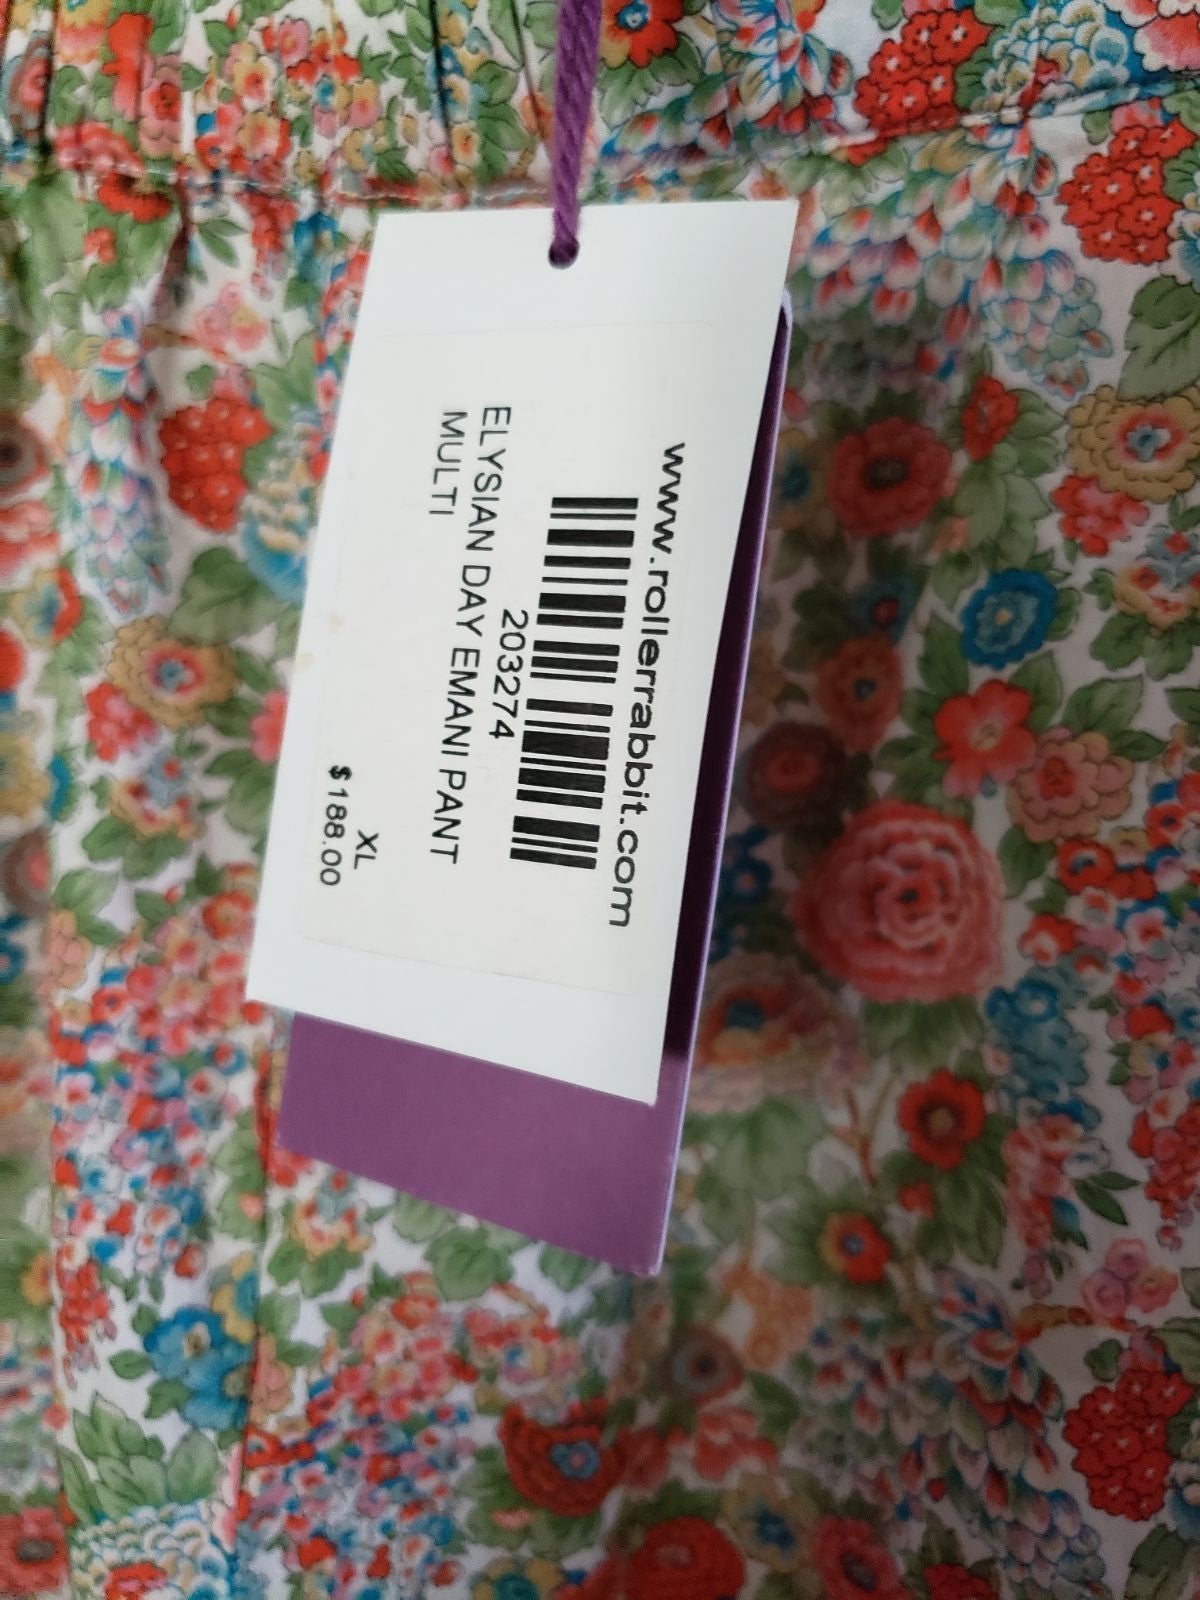 www.rollerrabbit.com
203274
ELYSIAN DAY EMANI PANT
MULTI
XL
$188.00